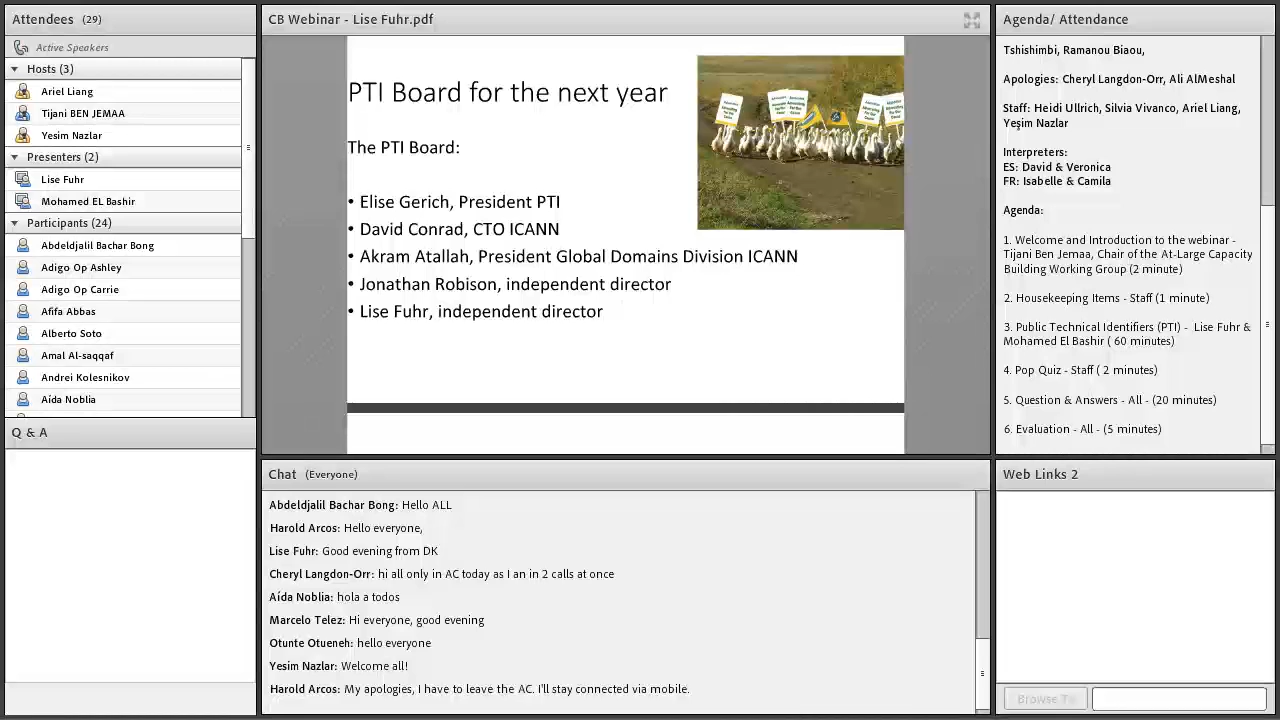 Attendees (29)
Active Speakers
Hosts (3)
Ariel Liang
Tijani BEN JEMAA
Yesim Nazlar
Presenters (2)
Lise Fuhr
Mohamed EL Bashir
Participants (24)
Abdeldjalil Bachar Bong
Adigo Op Ashley
Adigo Op Carrie
Afifa Abbas
Alberto Soto
Amal Al-saqqaf
Andrei Kolesnikov
Aída Noblia
Q & A
CB Webinar - Lise Fuhr.pdf
PTI Board for the next year
The PTI Board:
• Elise Gerich, President PTI
• David Conrad, CTO ICANN
• Akram Atallah, President Global Domains Division ICANN
• Jonathan Robison, independent director
• Lise Fuhr, independent director
Chat (Everyone)
Abdeldjalil Bachar Bong: Hello ALL
Harold Arcos: Hello everyone,
Lise Fuhr: Good evening from DK
Cheryl Langdon-Orr: hi all only in AC today as I an in 2 calls at once
Aída Noblia: hola a todos
Marcelo Telez: Hi everyone, good evening
Otunte Otueneh: hello everyone
Yesim Nazlar: Welcome all!
Harold Arcos: My apologies, I have to leave the AC. I'll stay connected via mobile.
Agenda/ Attendance
Tshishimbi, Ramanou Biaou,
Apologies: Cheryl Langdon-Orr, Ali AlMeshal
Staff: Heidi Ullrich, Silvia Vivanco, Ariel Liang,
Yeşim Nazlar
Interpreters:
ES: David & Veronica
FR: Isabelle & Camila
Agenda:
1. Welcome and Introduction to the webinar -
Tijani Ben Jemaa, Chair of the At-Large Capacity
Building Working Group (2 minute)
2. Housekeeping Items - Staff (1 minute)
3. Public Technical Identifiers (PTI) - Lise Fuhr &
Mohamed El Bashir ( 60 minutes)
4. Pop Quiz - Staff ( 2 minutes)
5. Question & Answers - All - (20 minutes)
6. Evaluation - All - (5 minutes)
Web Links 2
Browse To